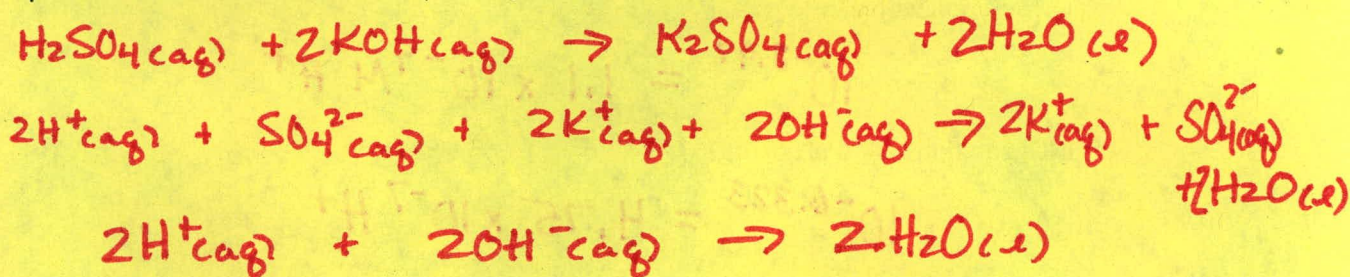 H₂SO₄(aq) + 2KOH(aq) → K₂SO₄(aq) + 2H₂O(l)
2H⁺(aq) + SO₄²⁻(aq) + 2K⁺(aq) + 2OH⁻(aq) → 2K⁺(aq) + SO₄²⁻(aq)
+2H₂O(l)
2H⁺(aq) + 2OH⁻(aq) → 2H₂O(l)